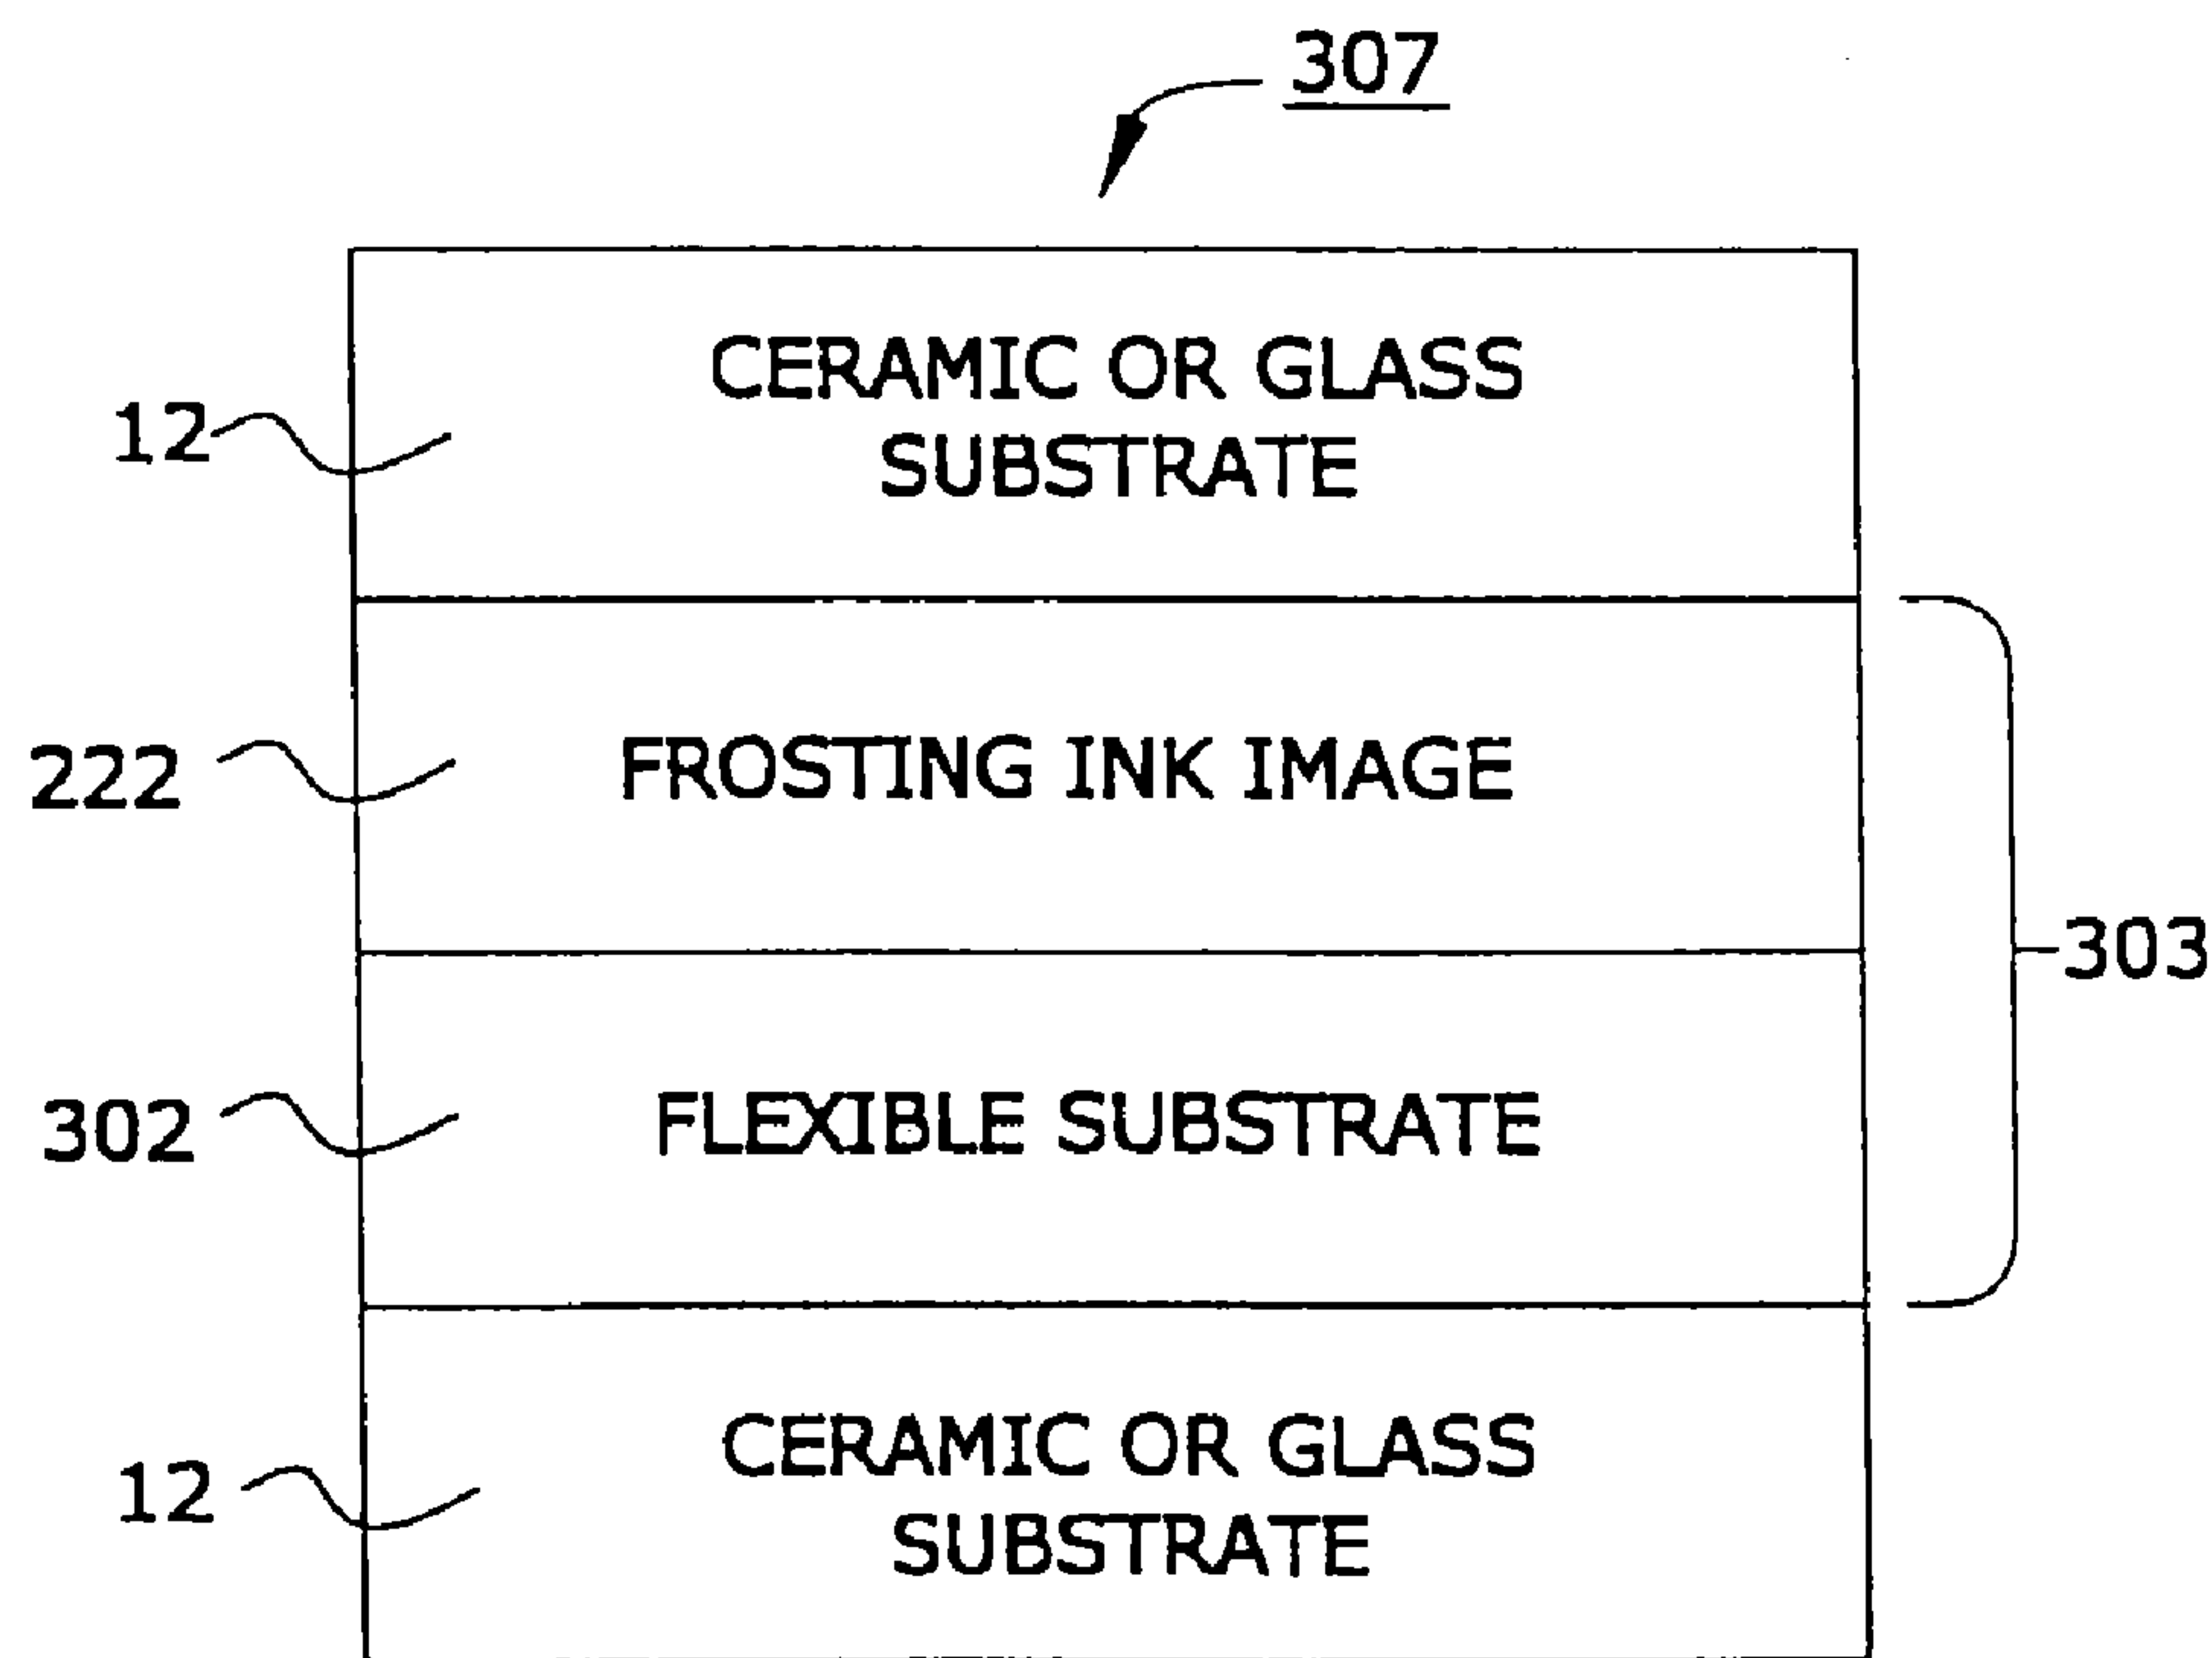 307
CERAMIC OR GLASS
SUBSTRATE
12
FROSTING INK IMAGE
222
303
FLEXIBLE SUBSTRATE
302
CERAMIC OR GLASS
SUBSTRATE
12